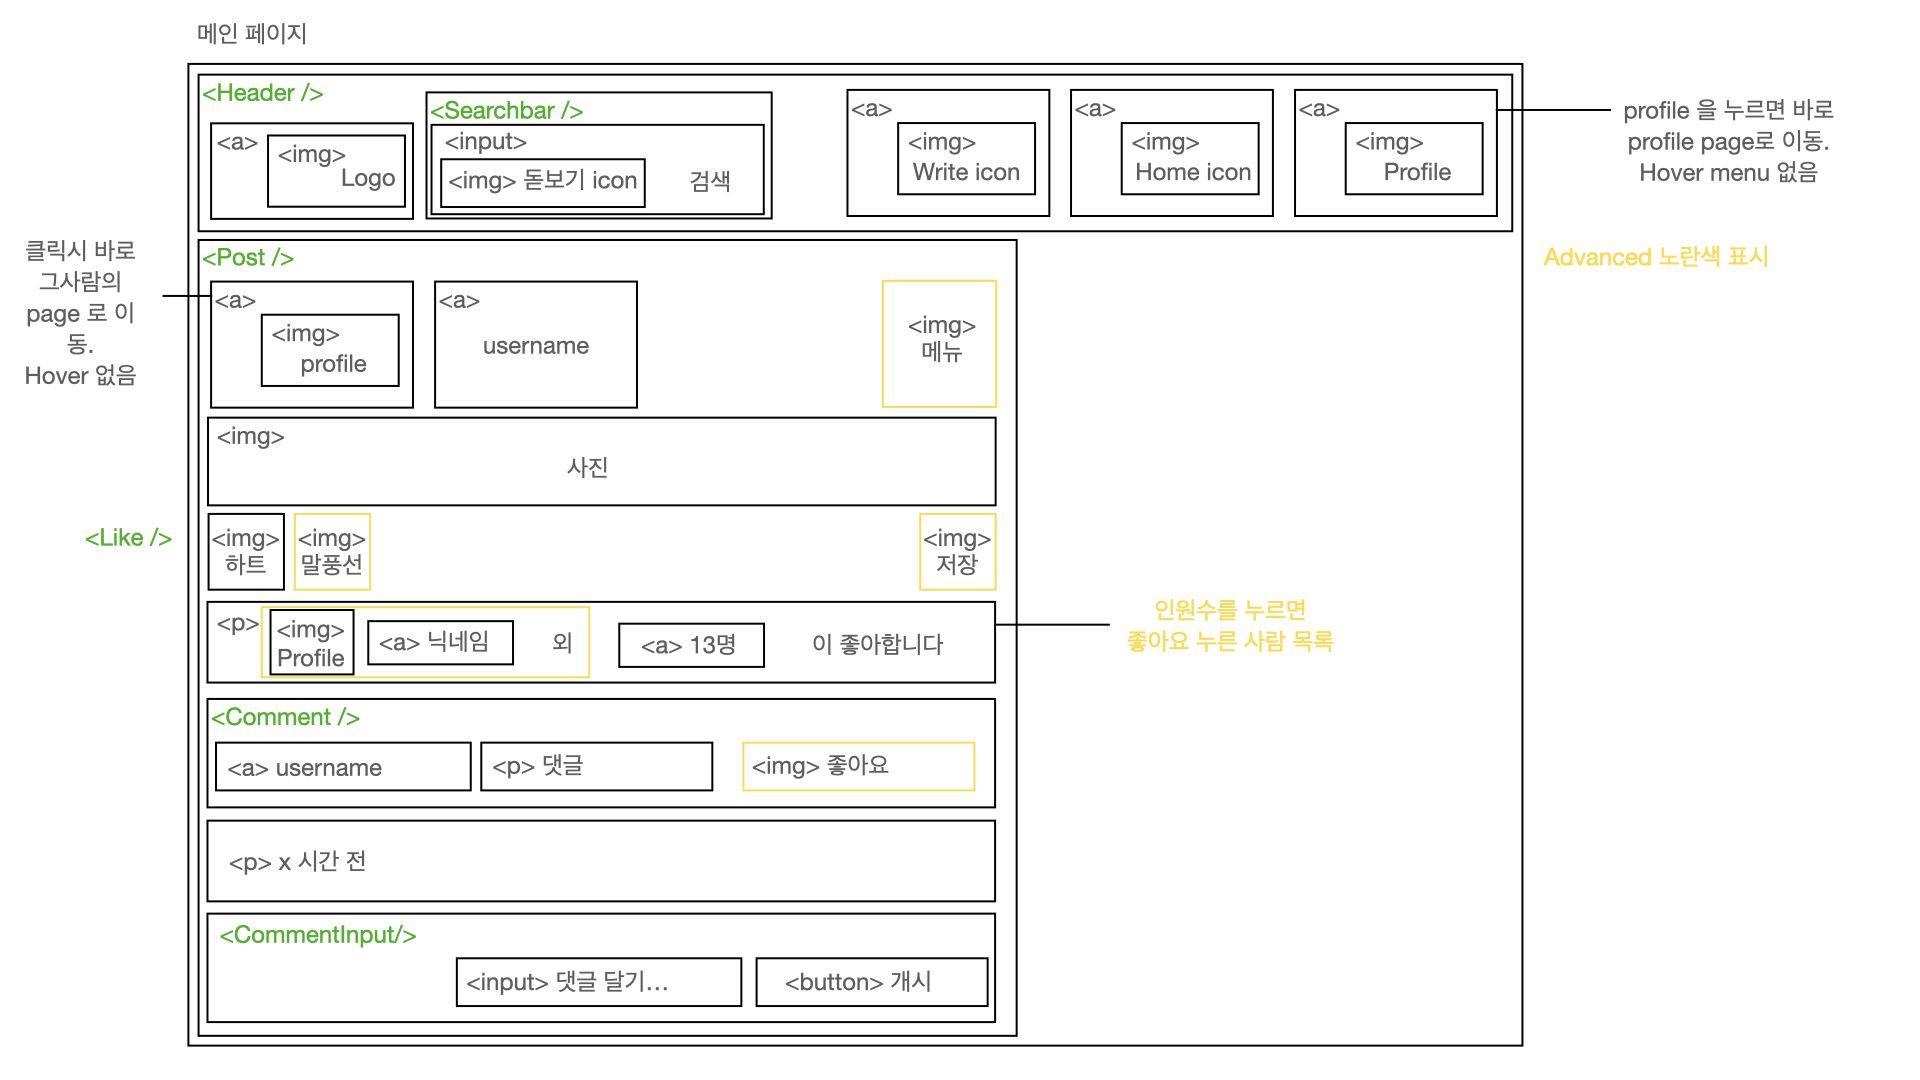 메인 페이지
<Header />
<a>
<img>
Logo
<Searchbar />
<input>
<img> 돋보기 icon
검색
<a>
<img>
Write icon
<a>
<img>
Home icon
<a>
<img>
Profile
profile 을 누르면 바로
profile page로 이동.
Hover menu 없음
Advanced 노란색 표시
클릭시 바로
그사람의
page 로 이
동.
Hover 없음
<Post />
<a>
<img>
profile
<a>
username
<img>
메뉴
<img>
사진
<Like />
<img>
하트
<img>
말풍선
<img>
저장
<p>
<img>
Profile
<a> 닉네임
외
<a> 13명
이 좋아합니다
인원수를 누르면
좋아요 누른 사람 목록
<Comment />
<a> username
<p> 댓글
<img> 좋아요
<p> x 시간 전
<CommentInput/>
<input> 댓글 달기...
<button> 개시